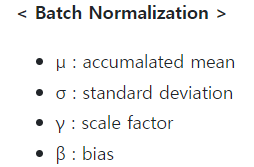 < Batch Normalization >
• μ : accumalated mean
• σ : standard deviation
• γ : scale factor
• β : bias